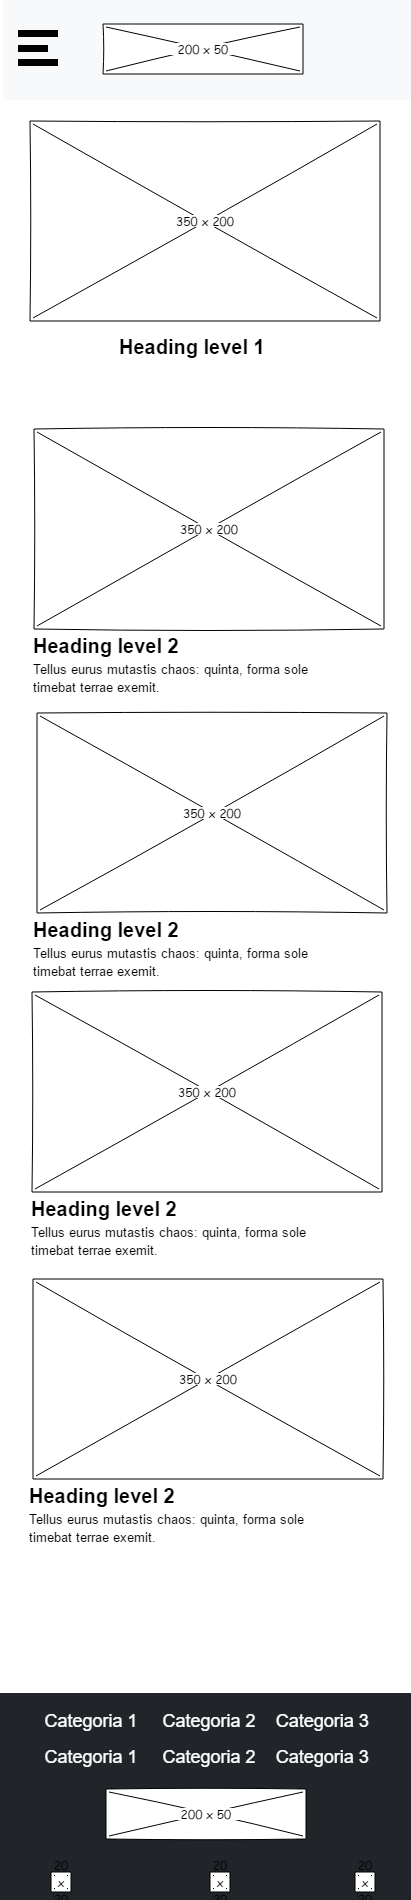 200 x 50
350 x 200
Heading level 1
350 x 200
Heading level 2
Tellus eurus mutastis chaos: quinta, forma sole
timebat terrae exemit.
350 x 200
Heading level 2
Tellus eurus mutastis chaos: quinta, forma sole
timebat terrae exemit.
350 x 200
Heading level 2
Tellus eurus mutastis chaos: quinta, forma sole
timebat terrae exemit.
350 x 200
Heading level 2
Tellus eurus mutastis chaos: quinta, forma sole
timebat terrae exemit.
Categoria 1 Categoria 2 Categoria 3
Categoria 1 Categoria 2 Categoria 3
200 x 50
20 20 20
x x x
20 20 20